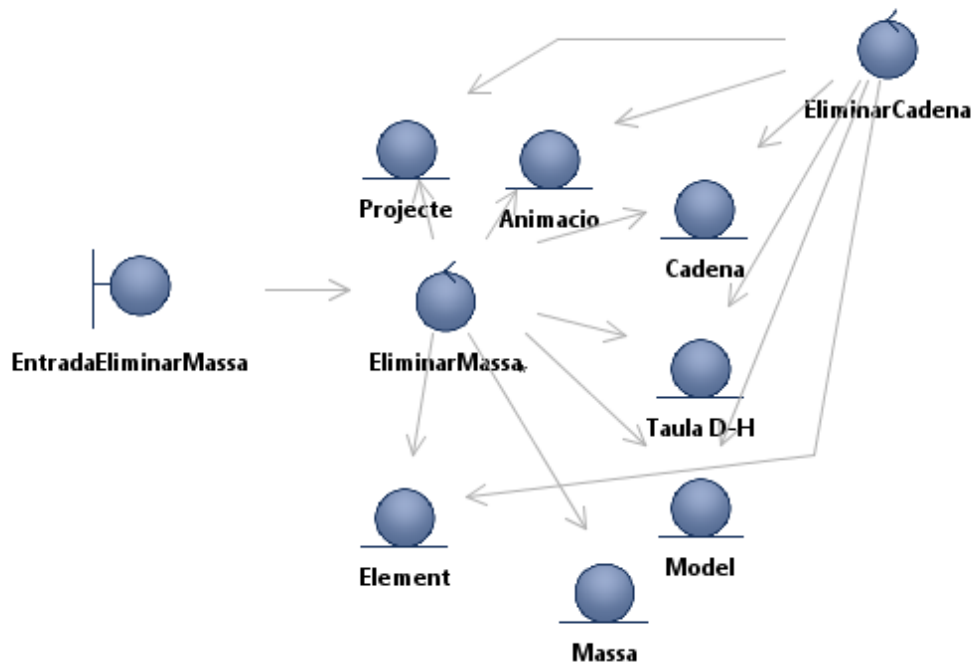 EliminarCadena
Projecte
Animacio
Cadena
EntradaEliminarMassa
EliminarMassa
*
Taula D-H
Element
Model
Massa